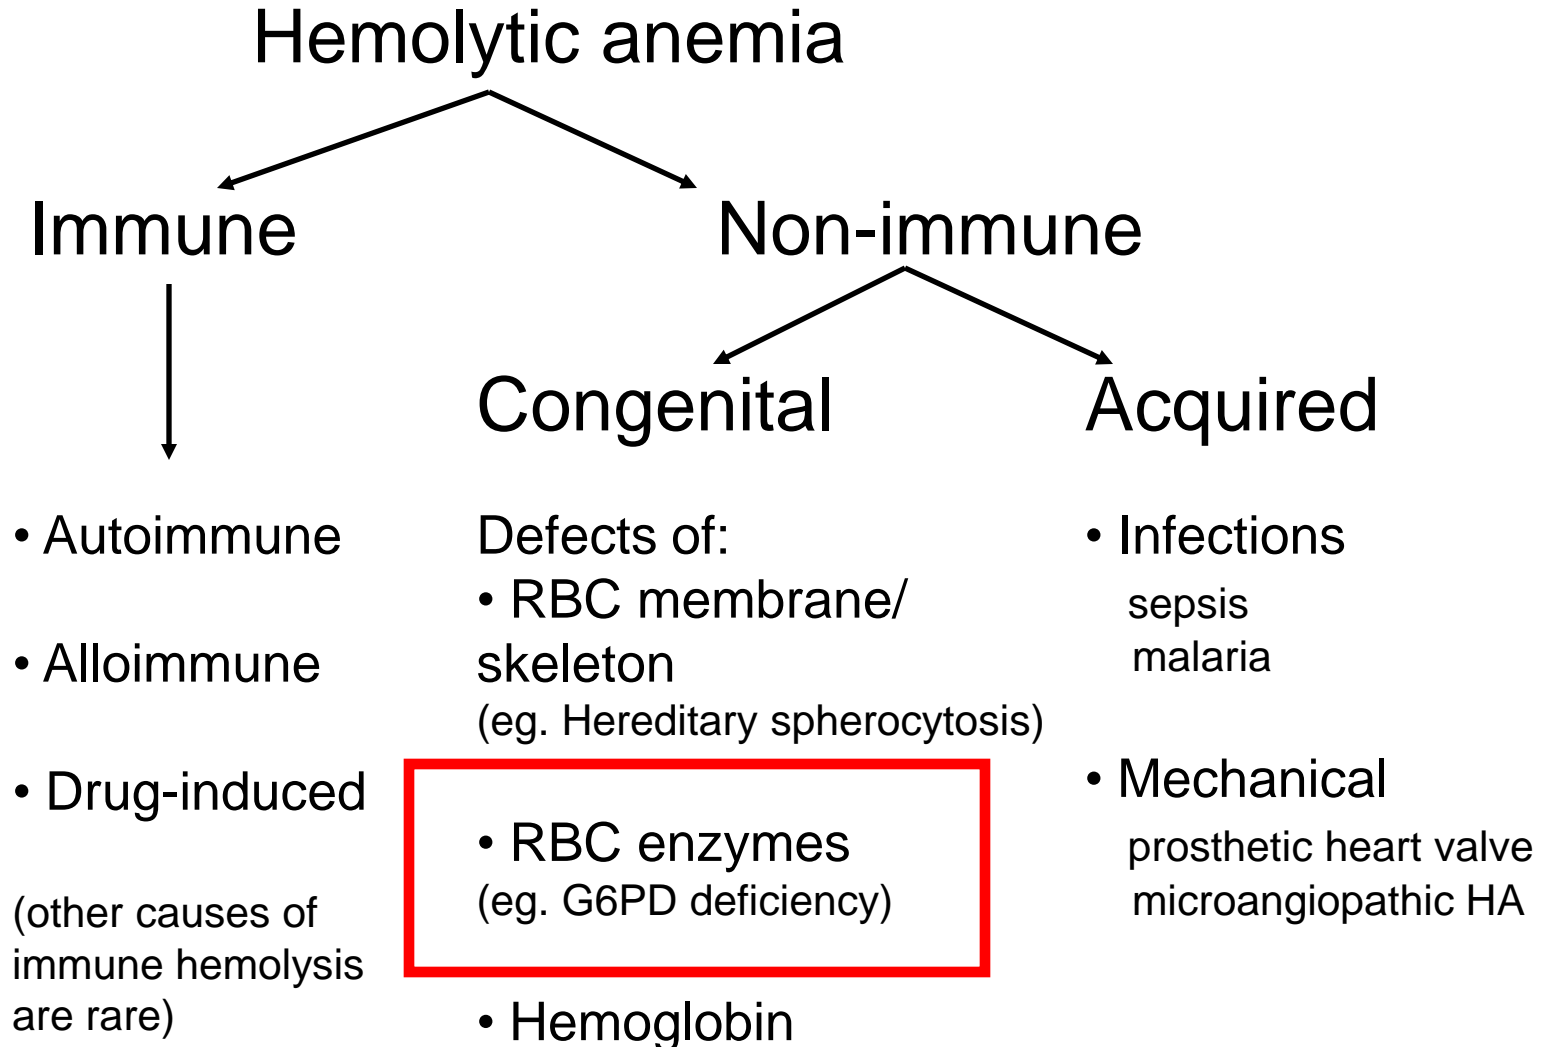 Hemolytic anemia
Immune
Non-immune
Congenital
Acquired
• Autoimmune
• Alloimmune
• Drug-induced
(other causes of
immune hemolysis
are rare)
Defects of:
• RBC membrane/
skeleton
(eg. Hereditary spherocytosis)
• RBC enzymes
(eg. G6PD deficiency)
• Hemoglobin
• Infections
sepsis
malaria
• Mechanical
prosthetic heart valve
microangiopathic HA